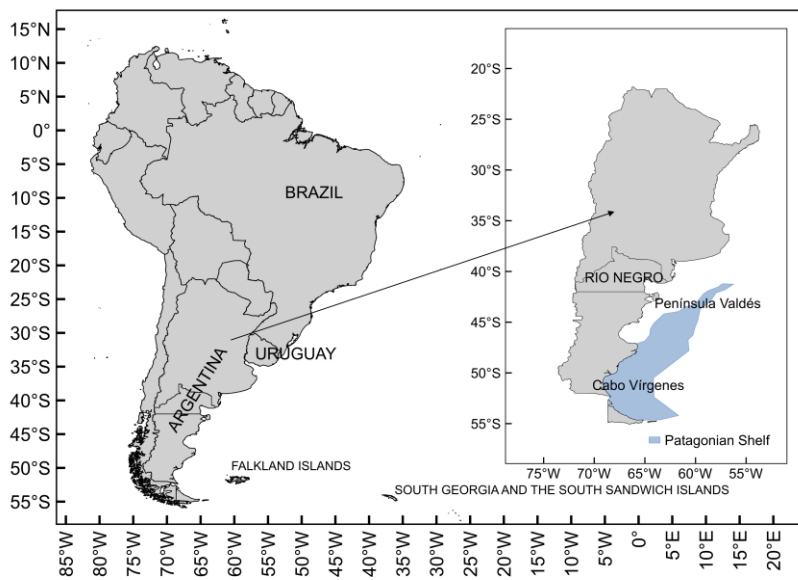 15°N
10°N
5°N
0°
5°S
10°S
15°S
20°S
25°S
30°S
35°S
40°S
45°S
50°S
55°S
BRAZIL
URUGUAY
ARGENTINA
FALKLAND ISLANDS
SOUTH GEORGIA AND THE SOUTH SANDWICH ISLANDS
20°S
25°S
30°S
35°S
40°S
45°S
50°S
55°S
RIO NEGRO
Península Valdés
Cabo Vírgenes
Patagonian Shelf
75°W 70°W 65°W 60°W 55°W
85°W 80°W 75°W 70°W 65°W 60°W 55°W 50°W 45°W 40°W 35°W 30°W 25°W 20°W 15°W 10°W 5°W 0° 5°E 10°E 15°E 20°E